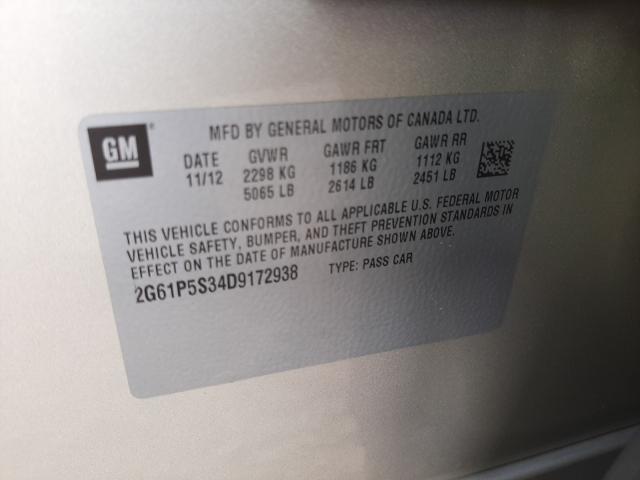 GM
MFD BY GENERAL MOTORS OF CANADA LTD.
DATE GVWR GAWR FRT GAWR RR
11/12 2298 KG 1186 KG 1112 KG
5065 LB 2614 LB 2451 LB
THIS VEHICLE CONFORMS TO ALL APPLICABLE U.S. FEDERAL MOTOR
VEHICLE SAFETY, BUMPER, AND THEFT PREVENTION STANDARDS IN
EFFECT ON THE DATE OF MANUFACTURE SHOWN ABOVE.
2G61P5S34D9172938 TYPE: PASS CAR